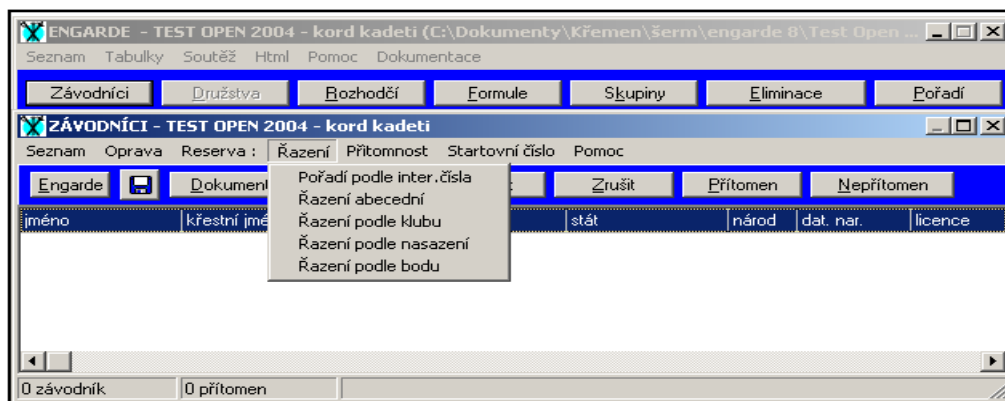 ENGARDE - TEST OPEN 2004 - kord kadeti (C:\Dokumenty\Křemen\šerm\engarde 8\Test Open ...
Seznam Tabulky Soutěž Html Pomoc Dokumentace
Závodníci Družstva Rozhodčí Formule Skupiny Eliminace Pořadí
ZÁVODNÍCI - TEST OPEN 2004 - kord kadeti
Seznam Oprava Reserva : Řazení Přítomnost Startovní číslo Pomoc
Engarde Zrušit Přítomen Nepřítomen
Pořadí podle inter.čísla
Řazení abecední
Řazení podle klubu
Řazení podle nasazení
Řazení podle bodu
jméno stát národ dat. nar. licence
0 závodník 0 přítomen